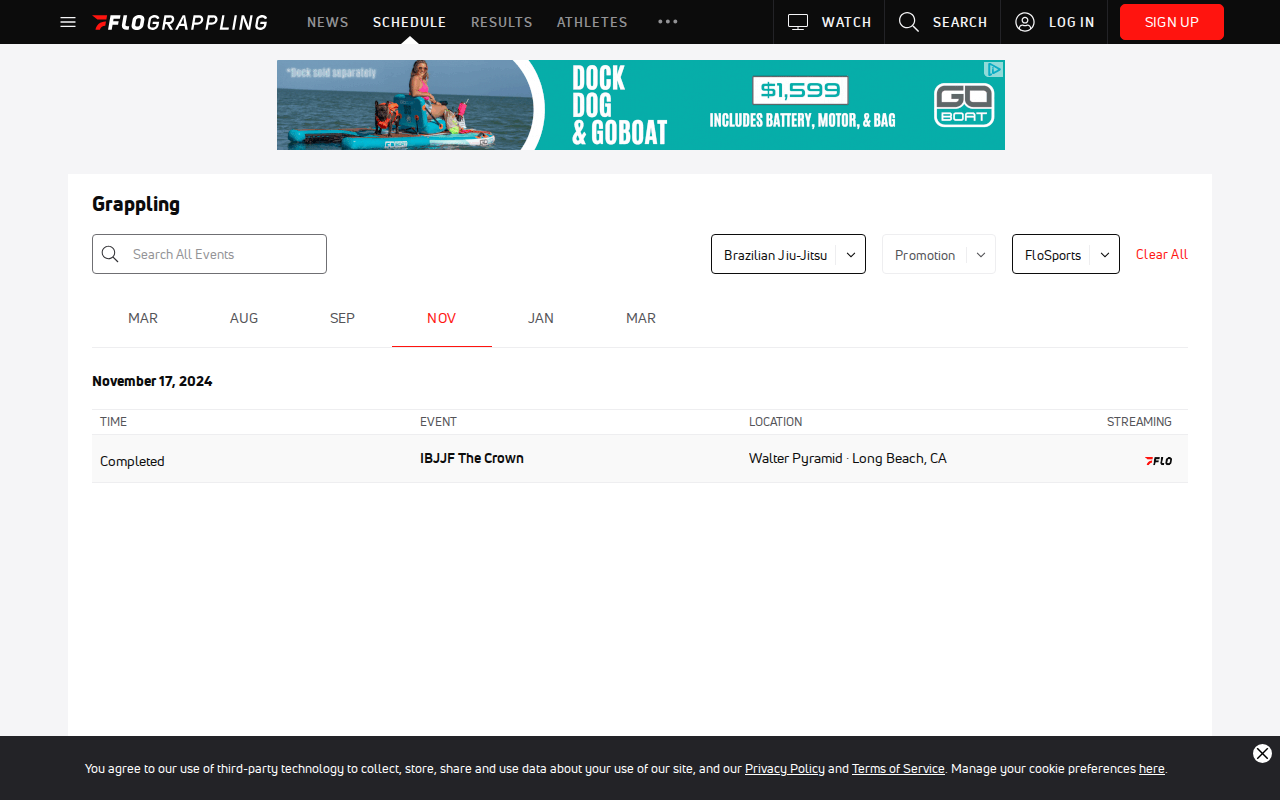 FLOGRAPPLING NEWS SCHEDULE RESULTS ATHLETES WATCH SEARCH LOG IN SIGN UP
*Dock sold separately
DOCK
DOG
& GOBOAT
$1,599
INCLUDES BATTERY, MOTOR, & BAG
GO
BOAT
Grappling
Search All Events
Brazilian Jiu-Jitsu
Promotion
FloSports
Clear All
MAR AUG SEP NOV JAN MAR
November 17, 2024
TIME EVENT LOCATION STREAMING
Completed IBJJF The Crown Walter Pyramid · Long Beach, CA FLO
You agree to our use of third-party technology to collect, store, share and use data about your use of our site, and our Privacy Policy and Terms of Service. Manage your cookie preferences here.